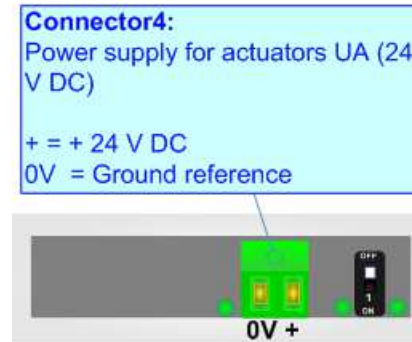 Connector4:
Power supply for actuators UA (24
V DC)
+ = + 24 V DC
0V = Ground reference
OFF
1
ON
0V +